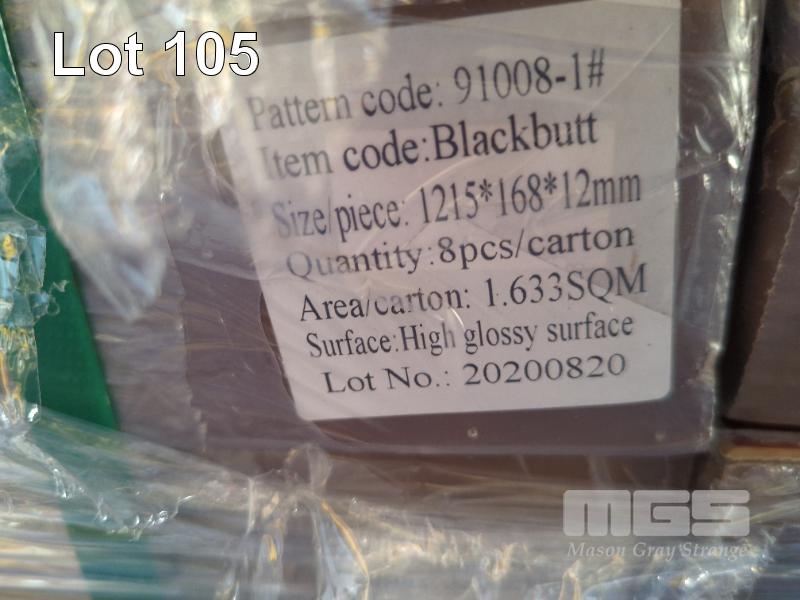 Lot 105
Pattern code: 91008-1#
Item code:Blackbutt
Size/piece: 1215*168*12mm
Quantity:8pcs/carton
Area/carton: 1.633SQM
Surface:High glossy surface
Lot No.: 20200820
MGS
Mason Gray Strange